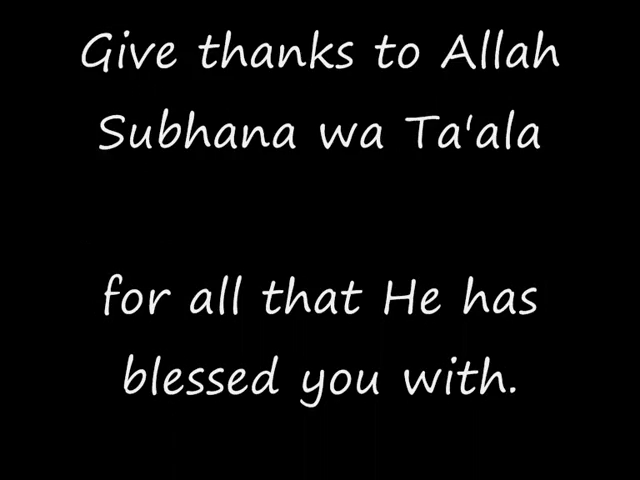 Give thanks to Allah
Subhana wa Ta'ala
for all that He has
blessed you with.